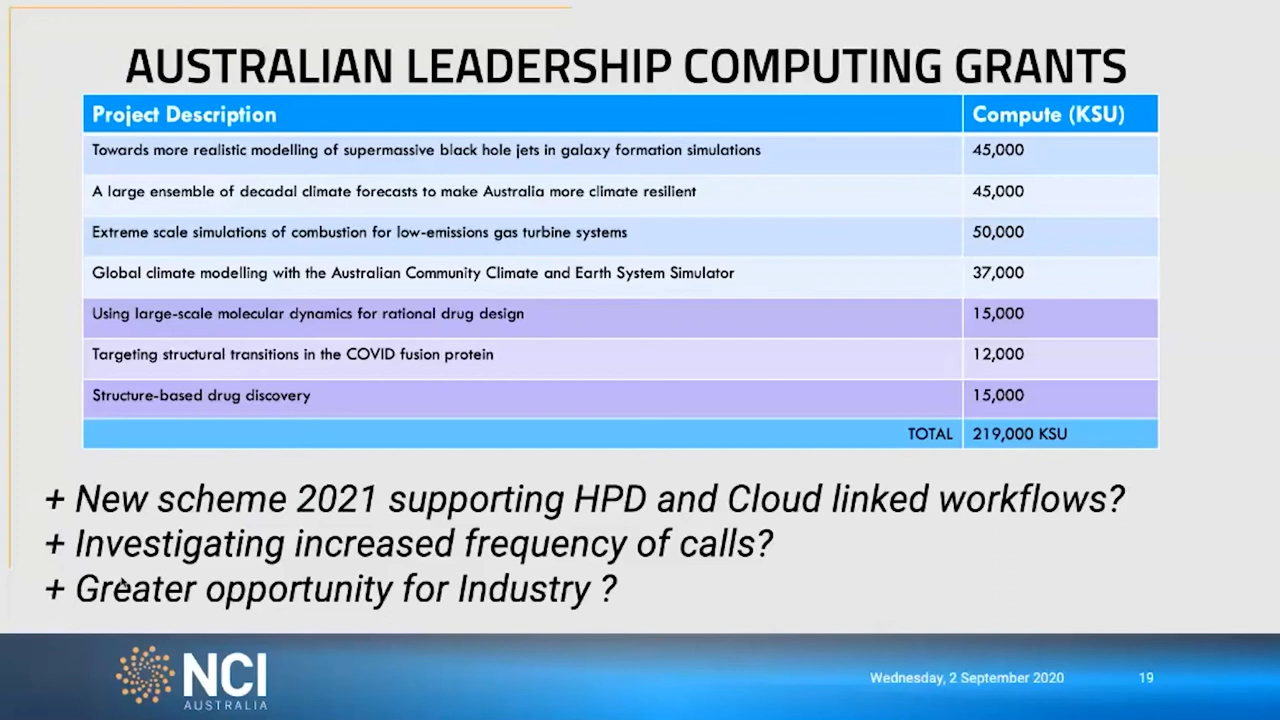 AUSTRALIAN LEADERSHIP COMPUTING GRANTS
Project Description Compute (KSU)
Towards more realistic modelling of supermassive black hole jets in galaxy formation simulations 45,000
A large ensemble of decadal climate forecasts to make Australia more climate resilient 45,000
Extreme scale simulations of combustion for low-emissions gas turbine systems 50,000
Global climate modelling with the Australian Community Climate and Earth System Simulator 37,000
Using large-scale molecular dynamics for rational drug design 15,000
Targeting structural transitions in the COVID fusion protein 12,000
Structure-based drug discovery 15,000
TOTAL 219,000 KSU
+ New scheme 2021 supporting HPD and Cloud linked workflows?
+ Investigating increased frequency of calls?
+ Greater opportunity for Industry ?
NCI
AUSTRALIA
Wednesday, 2 September 2020 19